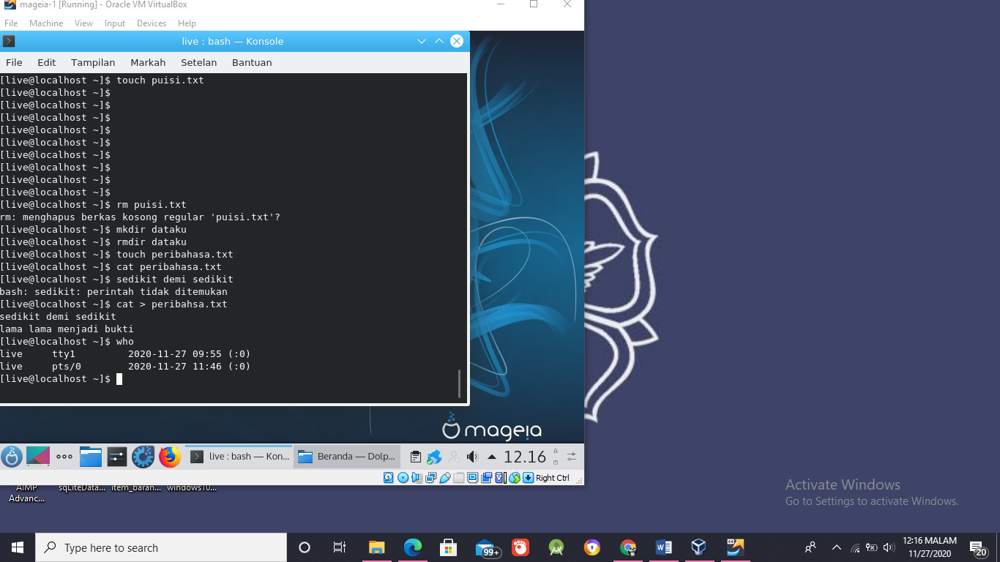 mageia-1 [Running] - Oracle VM VirtualBox
File Machine View Input Devices Help
live : bash — Konsole
File Edit Tampilan Markah Setelan Bantuan
[live@localhost ~]$ touch puisi.txt
[live@localhost ~]$
[live@localhost ~]$
[live@localhost ~]$
[live@localhost ~]$
[live@localhost ~]$
[live@localhost ~]$
[live@localhost ~]$
[live@localhost ~]$
[live@localhost ~]$
[live@localhost ~]$ rm puisi.txt
rm: menghapus berkas kosong regular 'puisi.txt'?
[live@localhost ~]$ mkdir dataku
[live@localhost ~]$ rmdir dataku
[live@localhost ~]$ touch peribahasa.txt
[live@localhost ~]$ cat peribahasa.txt
[live@localhost ~]$ sedikit demi sedikit
bash: sedikit: perintah tidak ditemukan
[live@localhost ~]$ cat > peribahsa.txt
sedikit demi sedikit
lama lama menjadi bukti
[live@localhost ~]$ who
live tty1 2020-11-27 09:55 (:0)
live pts/0 2020-11-27 11:46 (:0)
[live@localhost ~]$
mageia
live : bash — Kon...
Beranda — Dolp...
12.16
Right Ctrl
AIMP
Advanc...
sqLiteData...
item_baran...
windows10...
Activate Windows
Go to Settings to activate Windows.
Type here to search
99+
64
12:16 MALAM
11/27/2020
20